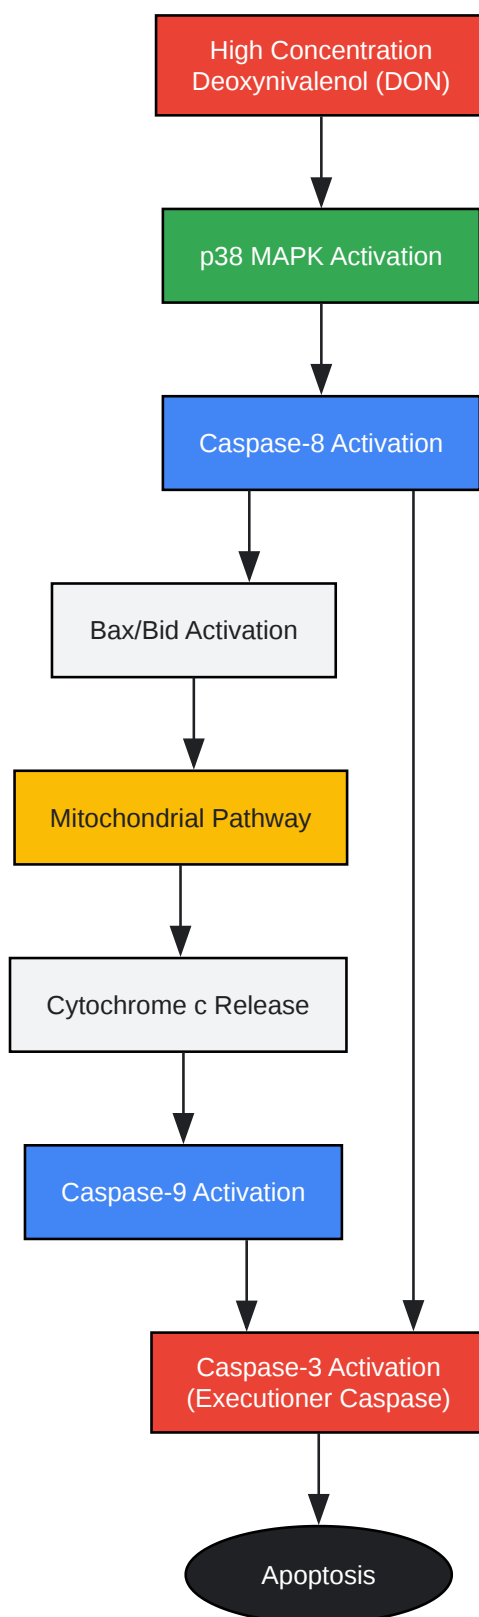 High Concentration
Deoxynivalenol (DON)
p38 MAPK Activation
Caspase-8 Activation
Bax/Bid Activation
Mitochondrial Pathway
Cytochrome c Release
Caspase-9 Activation
Caspase-3 Activation
(Executioner Caspase)
Apoptosis